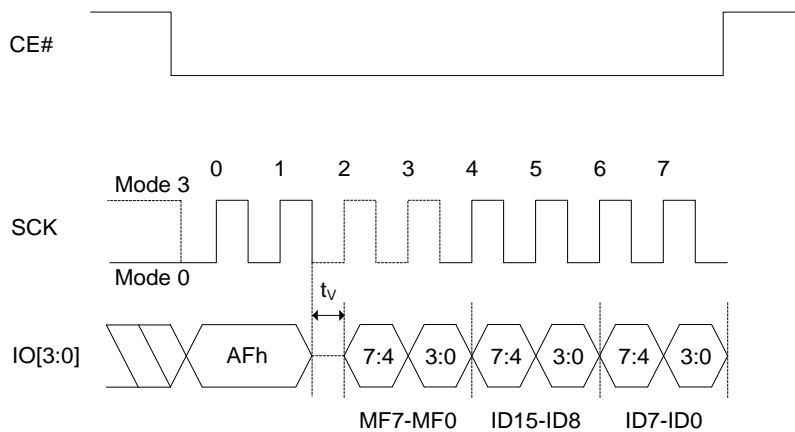 CE#
0 1 2 3 4 5 6 7
Mode 3
SCK
Mode 0
tV
IO[3:0] AFh 7:4 3:0 7:4 3:0 7:4 3:0
MF7-MF0 ID15-ID8 ID7-ID0